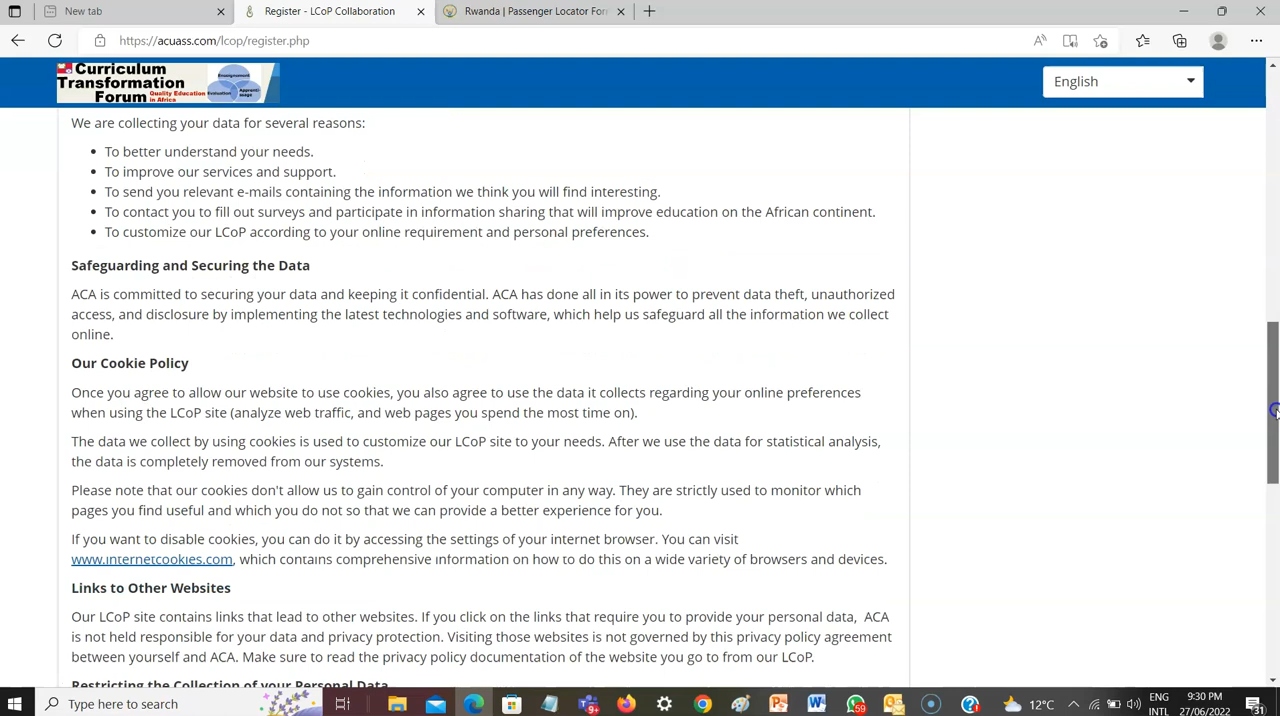 New tab
Register - LCoP Collaboration
Rwanda | Passenger Locator For
https://acuass.com/lcop/register.php
Curriculum
Transformation
Forum Quality Education
in Africa
Enseignement
Evaluation
Apprenti-
ssage
English
We are collecting your data for several reasons:
To better understand your needs.
To improve our services and support.
To send you relevant e-mails containing the information we think you will find interesting.
To contact you to fill out surveys and participate in information sharing that will improve education on the African continent.
To customize our LCoP according to your online requirement and personal preferences.
Safeguarding and Securing the Data
ACA is committed to securing your data and keeping it confidential. ACA has done all in its power to prevent data theft, unauthorized
access, and disclosure by implementing the latest technologies and software, which help us safeguard all the information we collect
online.
Our Cookie Policy
Once you agree to allow our website to use cookies, you also agree to use the data it collects regarding your online preferences
when using the LCoP site (analyze web traffic, and web pages you spend the most time on).
The data we collect by using cookies is used to customize our LCoP site to your needs. After we use the data for statistical analysis,
the data is completely removed from our systems.
Please note that our cookies don't allow us to gain control of your computer in any way. They are strictly used to monitor which
pages you find useful and which you do not so that we can provide a better experience for you.
If you want to disable cookies, you can do it by accessing the settings of your internet browser. You can visit
www.internetcookies.com, which contains comprehensive information on how to do this on a wide variety of browsers and devices.
Links to Other Websites
Our LCoP site contains links that lead to other websites. If you click on the links that require you to provide your personal data, ACA
is not held responsible for your data and privacy protection. Visiting those websites is not governed by this privacy policy agreement
between yourself and ACA. Make sure to read the privacy policy documentation of the website you go to from our LCoP.
Restricting the Collection of your Personal Data
Type here to search
9+
59
12°C
ENG
INTL
9:30 PM
27/06/2022
31